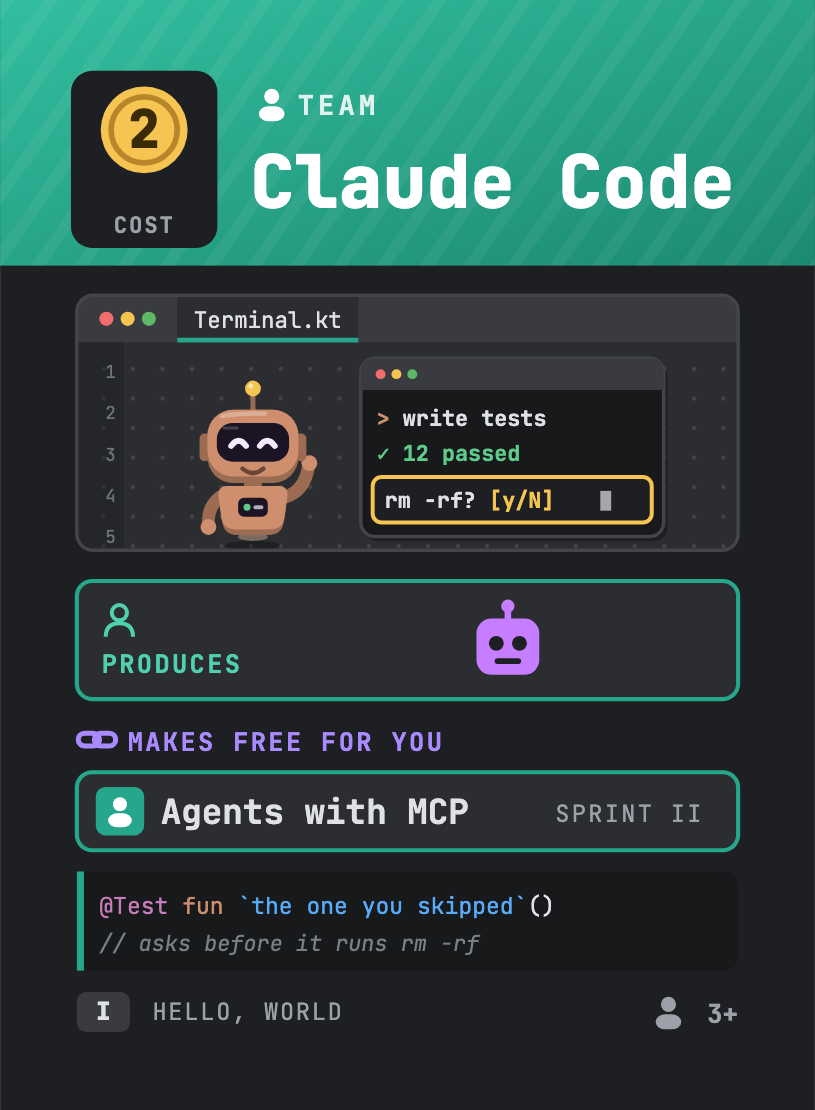 2
COST
TEAM
Claude Code
Terminal.kt
1
2
3
4
5
> write tests
✓ 12 passed
rm -rf? [y/N]
PRODUCES
MAKES FREE FOR YOU
Agents with MCP
SPRINT II
@Test fun `the one you skipped`()
// asks before it runs rm -rf
I
HELLO, WORLD
3+